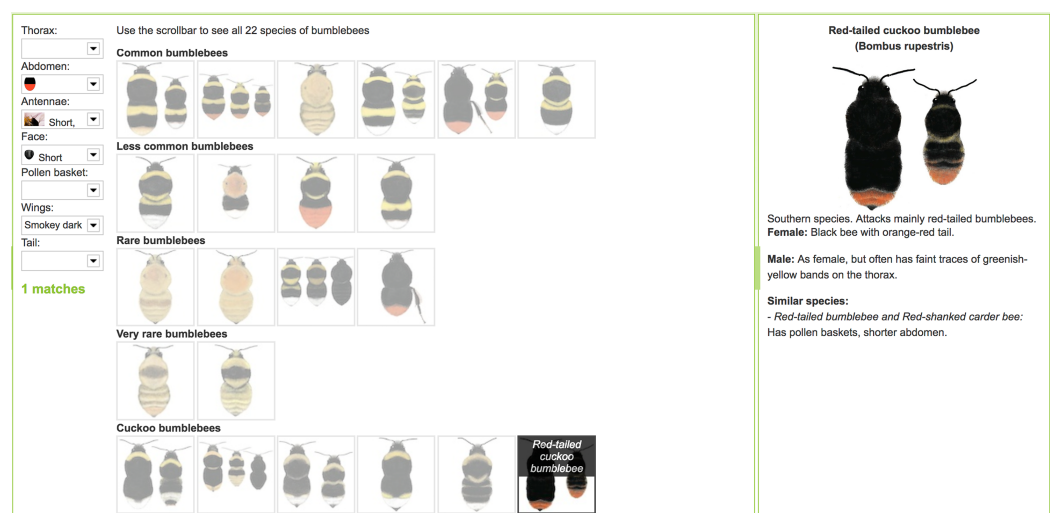 Thorax:
Abdomen:
Antennae:
Short,
Face:
Short
Pollen basket:
Wings:
Smokey dark
Tail:
1 matches
Use the scrollbar to see all 22 species of bumblebees
Common bumblebees
Less common bumblebees
Rare bumblebees
Very rare bumblebees
Cuckoo bumblebees
Red-tailed
cuckoo
bumblebee
Red-tailed cuckoo bumblebee
(Bombus rupestris)
Southern species. Attacks mainly red-tailed bumblebees.
Female: Black bee with orange-red tail.
Male: As female, but often has faint traces of greenish-
yellow bands on the thorax.
Similar species:
- Red-tailed bumblebee and Red-shanked carder bee:
Has pollen baskets, shorter abdomen.